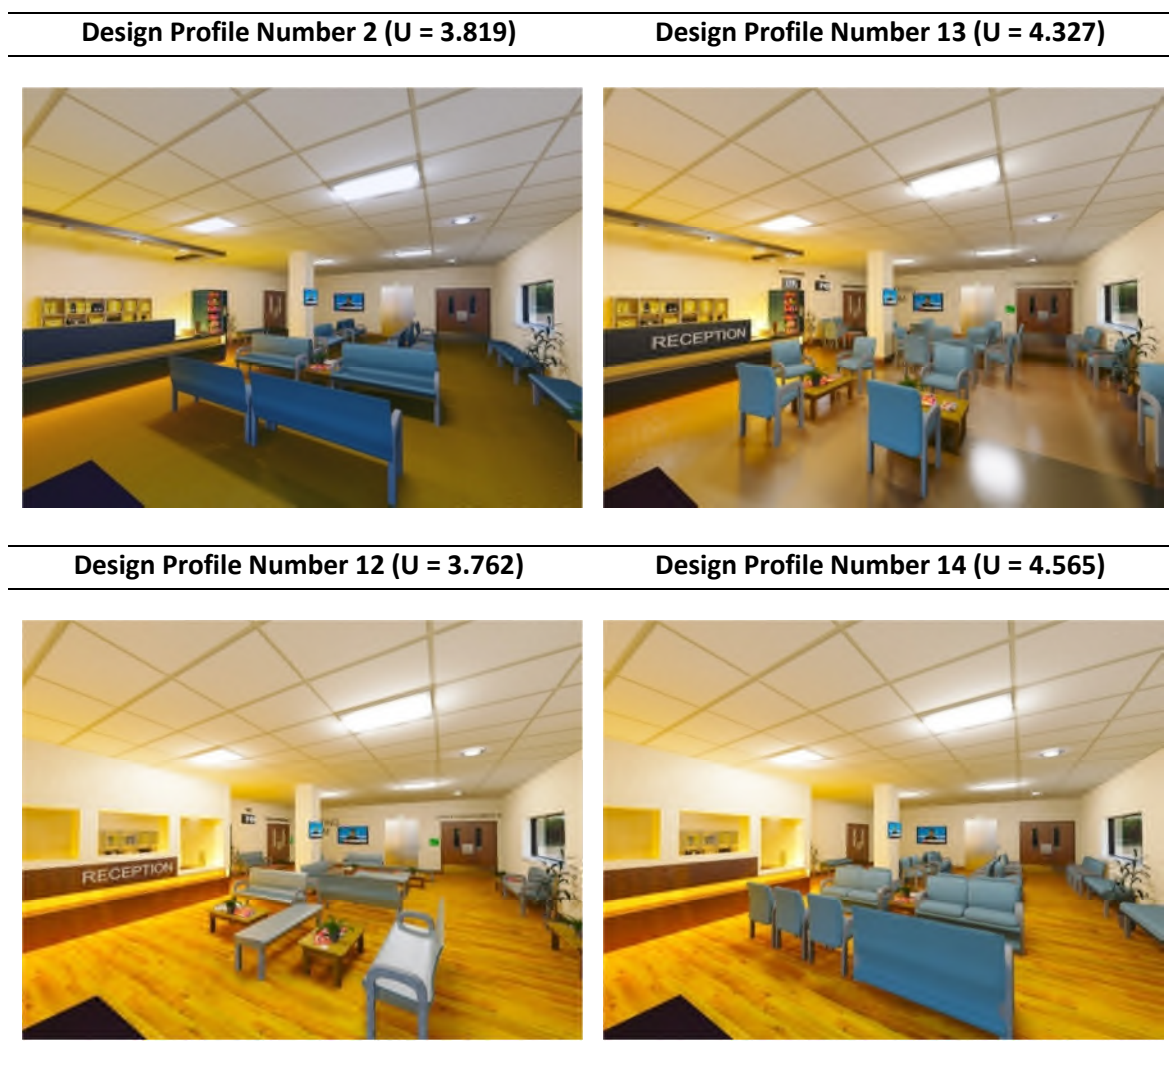 Design Profile Number 2 (U = 3.819)
Design Profile Number 13 (U = 4.327)
RECEPTION
Design Profile Number 12 (U = 3.762)
Design Profile Number 14 (U = 4.565)
RECEPTION